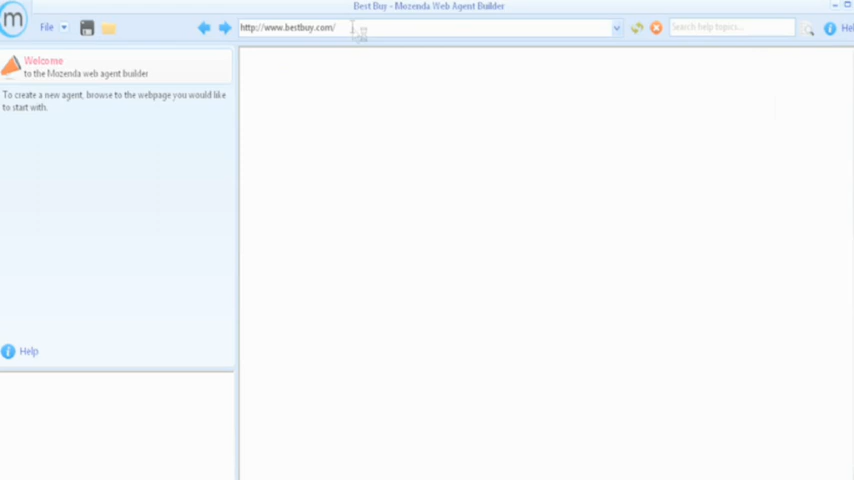 Best Buy - Mozenda Web Agent Builder
m
File
http://www.bestbuy.com/
Search help topics...
Hel
Welcome
to the Mozenda web agent builder
To create a new agent, browse to the webpage you would like
to start with.
Help